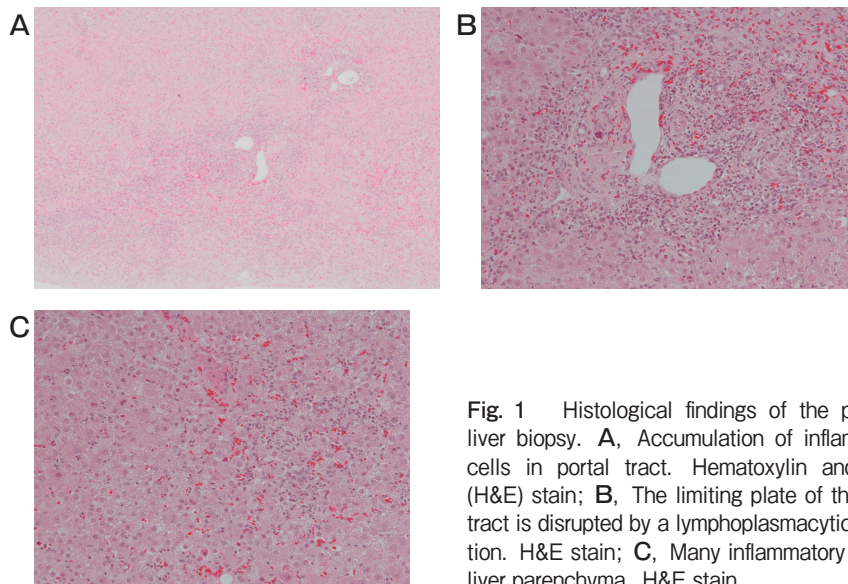 A
B
C
Fig. 1 Histological findings of the p
liver biopsy. A, Accumulation of inflam
cells in portal tract. Hematoxylin and
(H&E) stain; B, The limiting plate of th
tract is disrupted by a lymphoplasmacytic
tion. H&E stain; C, Many inflammatory
liver parenchyma. H&E stain.